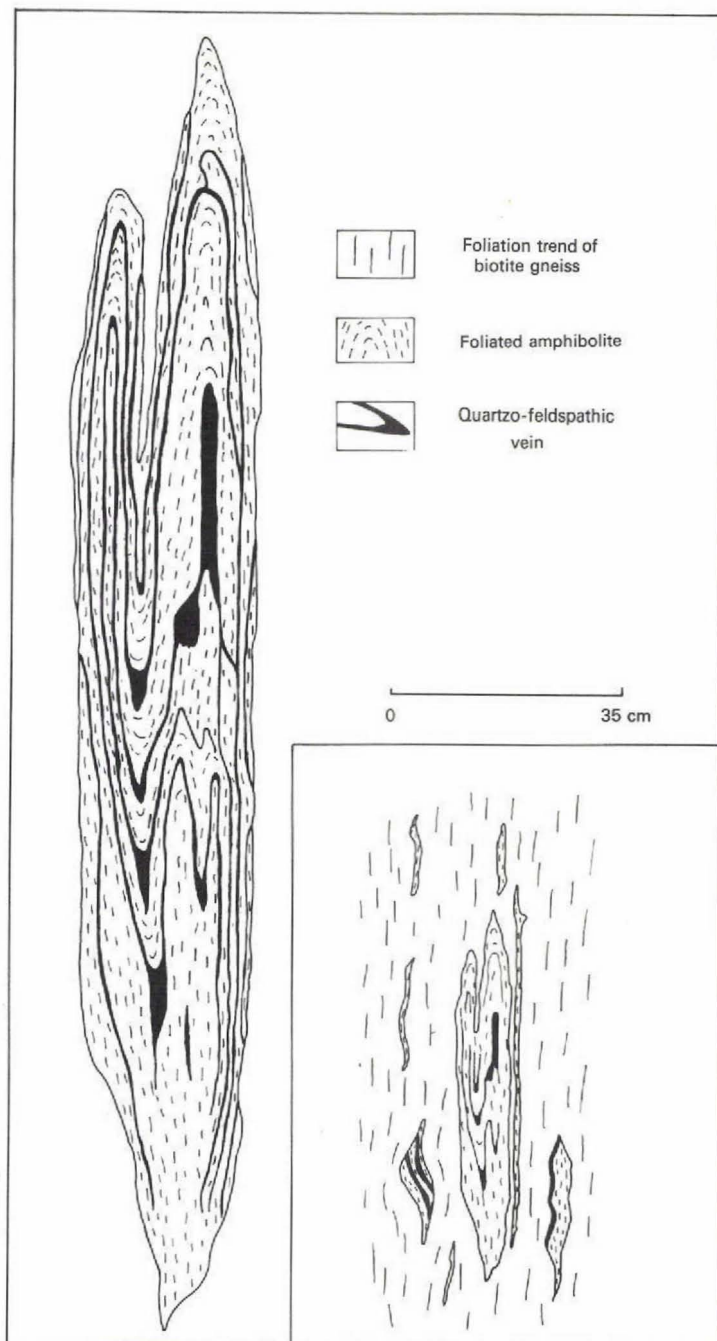 Foliation trend of
biotite gneiss
Foliated amphibolite
Quartzo-feldspathic
vein
0 35 cm